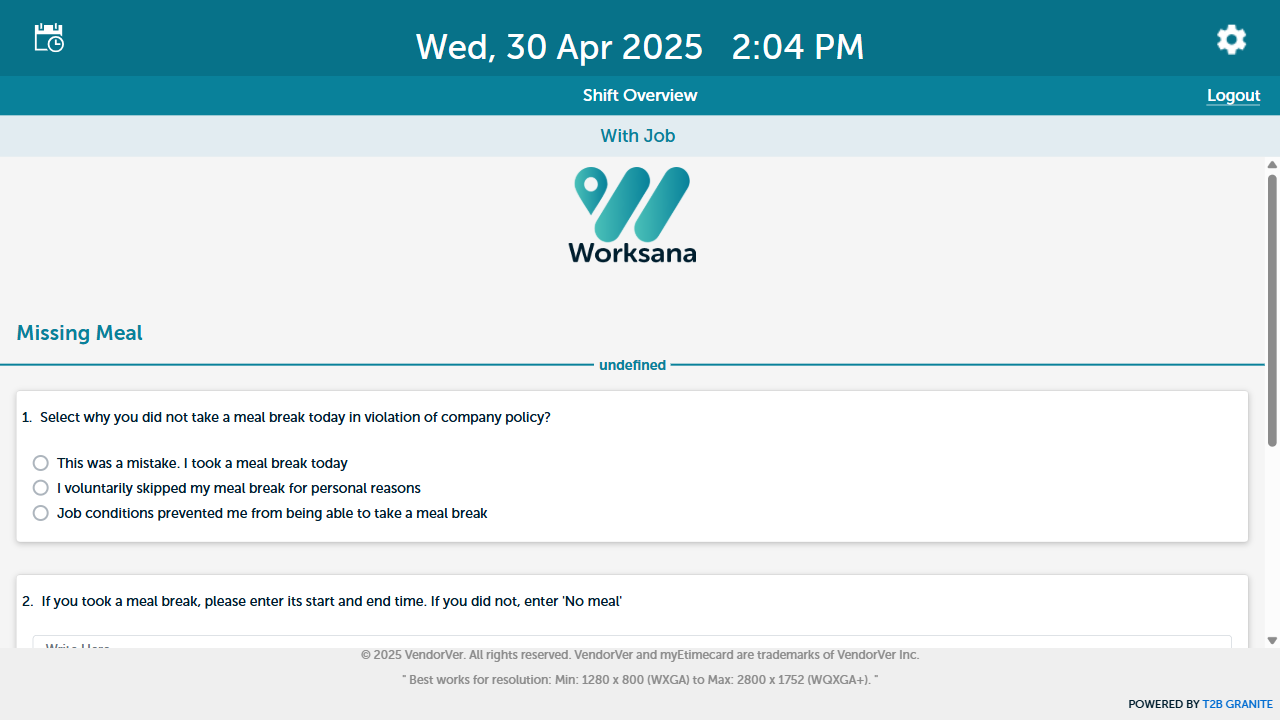 Wed, 30 Apr 2025 2:04 PM
Shift Overview
Logout
With Job
Worksana
Missing Meal
undefined
1. Select why you did not take a meal break today in violation of company policy?
This was a mistake. I took a meal break today
I voluntarily skipped my meal break for personal reasons
Job conditions prevented me from being able to take a meal break
2. If you took a meal break, please enter its start and end time. If you did not, enter 'No meal'
Write Here
© 2025 VendorVer. All rights reserved. VendorVer and myEtimecard are trademarks of VendorVer Inc.
" Best works for resolution: Min: 1280 x 800 (WXGA) to Max: 2800 x 1752 (WQXGA+). "
POWERED BY T2B GRANITE